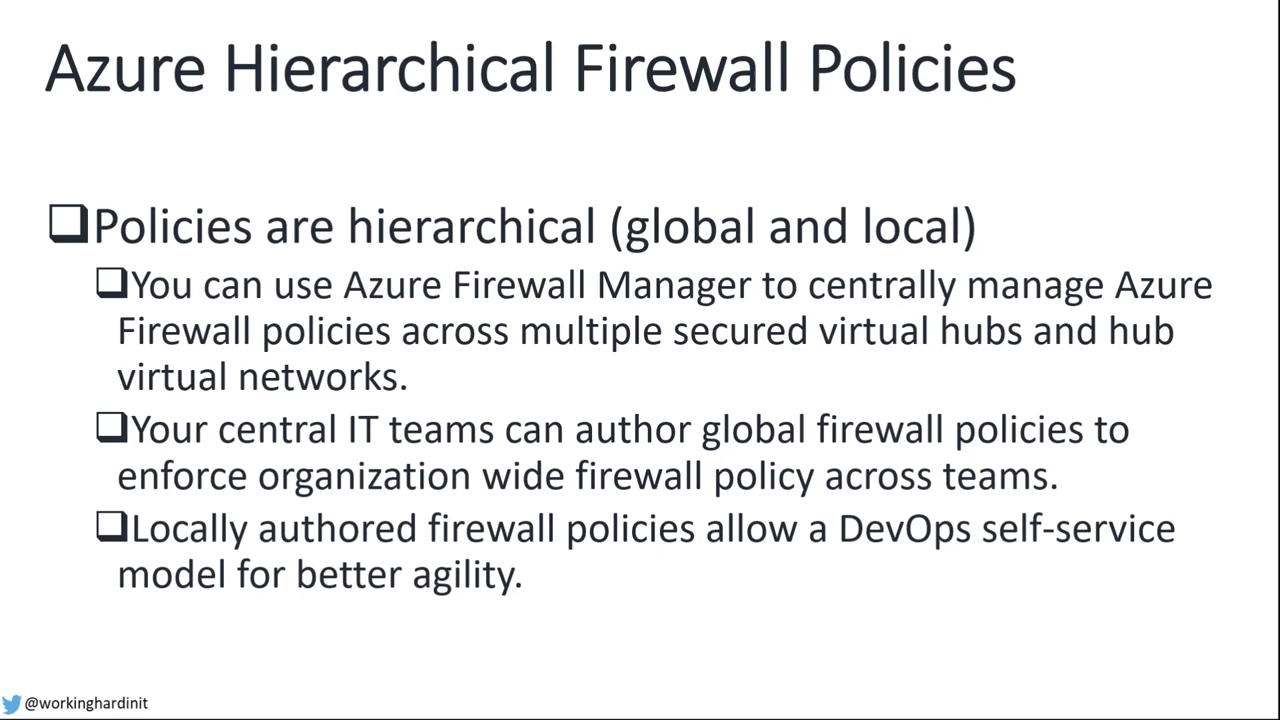 Azure Hierarchical Firewall Policies
❑Policies are hierarchical (global and local)
❑You can use Azure Firewall Manager to centrally manage Azure
Firewall policies across multiple secured virtual hubs and hub
virtual networks.
❑Your central IT teams can author global firewall policies to
enforce organization wide firewall policy across teams.
❑Locally authored firewall policies allow a DevOps self-service
model for better agility.
@workinghardinit